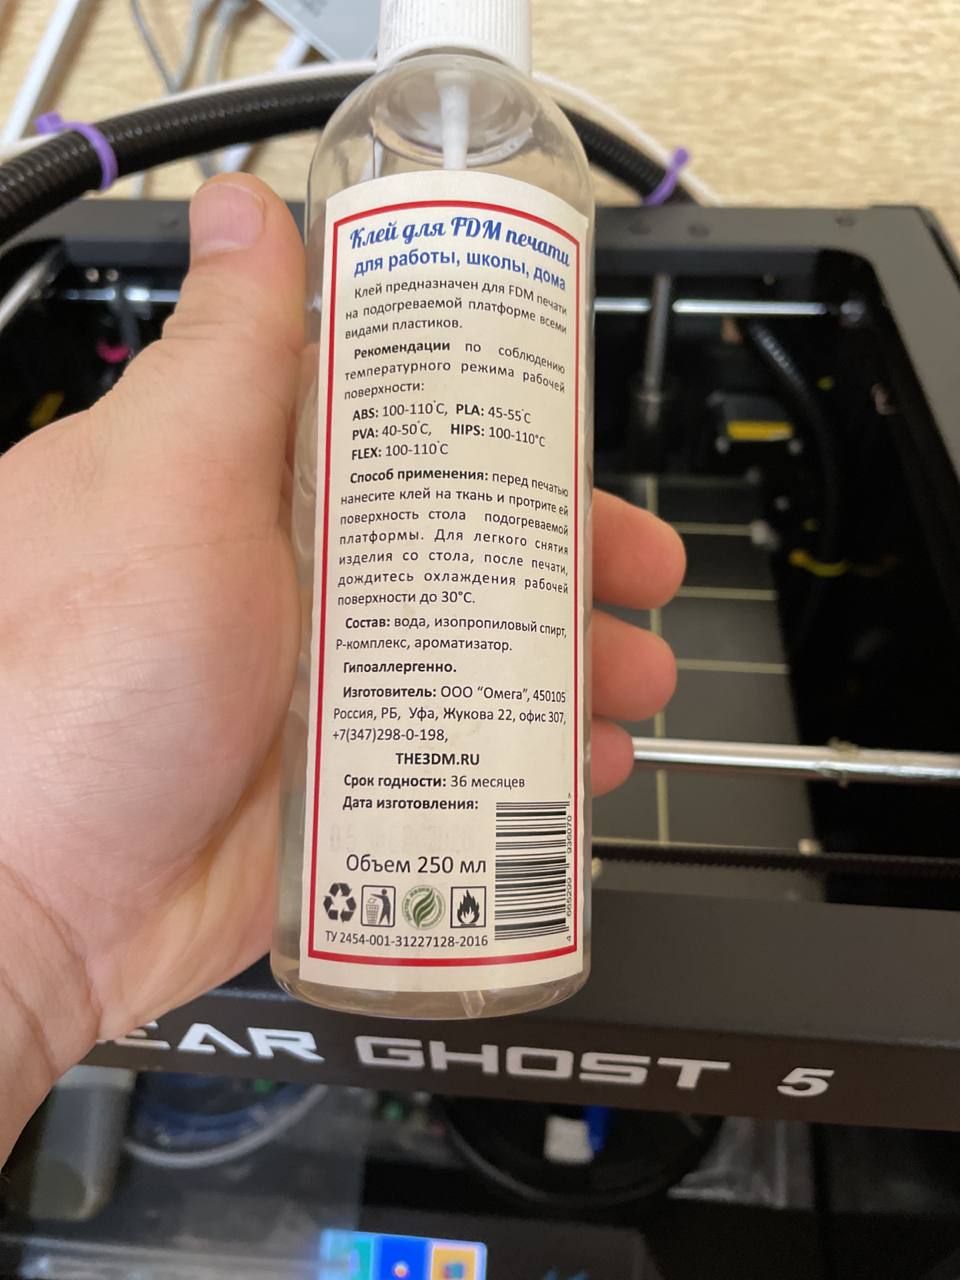 Клей для FDM печати
для работы, школы, дома
Клей предназначен для FDM печати
на подогреваемой платформе всеми
видами пластиков.
Рекомендации по соблюдению
температурного режима рабочей
поверхности:
ABS: 100-110°C, PLA: 45-55°C
PVA: 40-50°C, HIPS: 100-110°C
FLEX: 100-110°C
Способ применения: перед печатью
нанесите клей на ткань и протрите ей
поверхность стола подогреваемой
платформы. Для легкого снятия
изделия со стола, после печати,
дождитесь охлаждения рабочей
поверхности до 30°C.
Состав: вода, изопропиловый спирт,
Р-комплекс, ароматизатор.
Гипоаллергенно.
Изготовитель: ООО "Омега", 450105
Россия, РБ, Уфа, Жукова 22, офис 307,
+7(347)298-0-198,
THE3DM.RU
Срок годности: 36 месяцев
Дата изготовления:
Объем 250 мл
4 665299 936070 >
ТУ 2454-001-31227128-2016
EAR GHOST 5